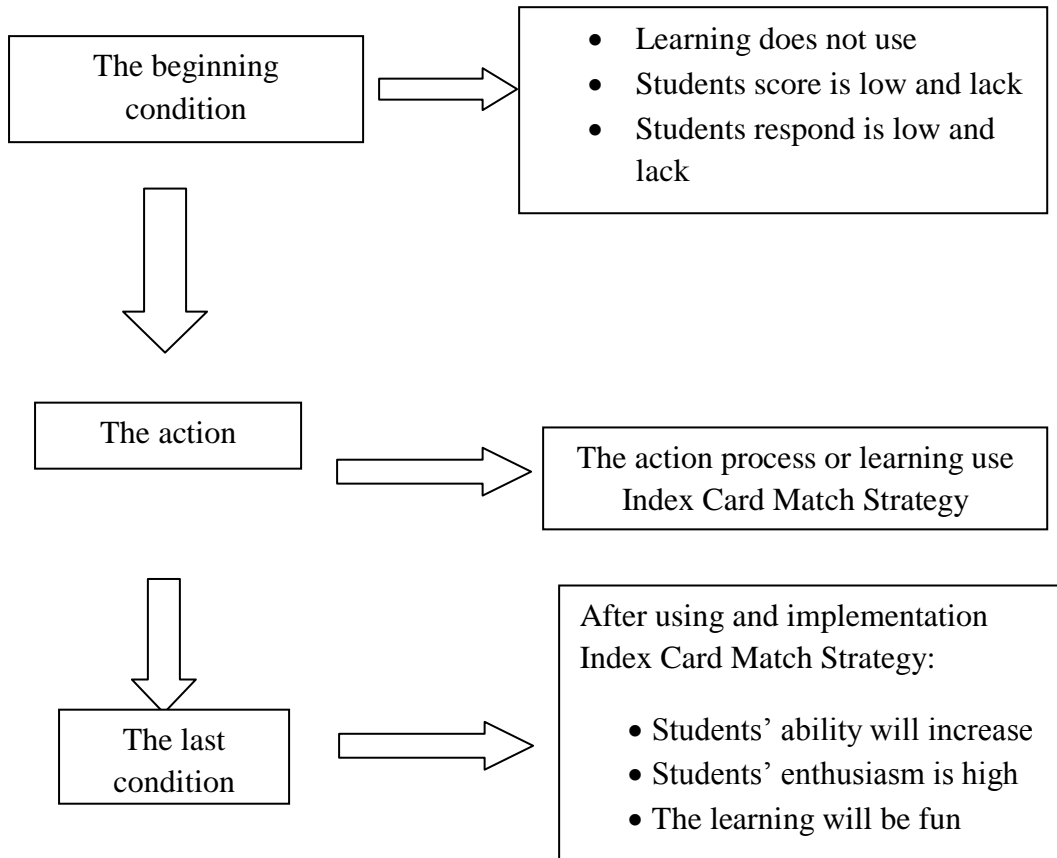 The beginning
condition
• Learning does not use
• Students score is low and lack
• Students respond is low and
lack
The action
The action process or learning use
Index Card Match Strategy
The last
condition
After using and implementation
Index Card Match Strategy:
• Students’ ability will increase
• Students’ enthusiasm is high
• The learning will be fun